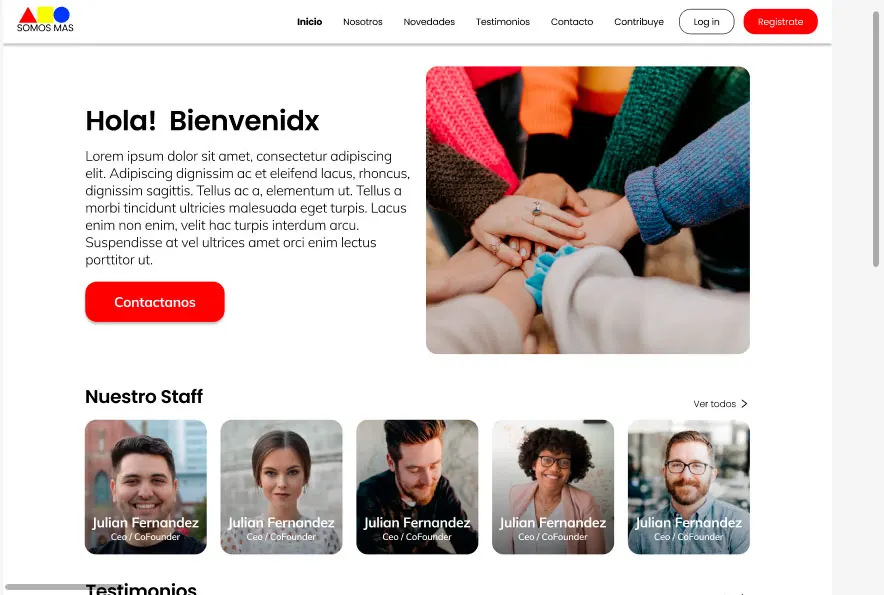 SOMOS MAS
Inicio
Nosotros
Novedades
Testimonios
Contacto
Contribuye
Log in
Registrate
Hola! Bienvenidx
Lorem ipsum dolor sit amet, consectetur adipiscing
elit. Adipiscing dignissim ac et eleifend lacus, rhoncus,
dignissim sagittis. Tellus ac a, elementum ut. Tellus a
morbi tincidunt ultricies malesuada eget turpis. Lacus
enim non enim, velit hac turpis interdum arcu.
Suspendisse at vel ultrices amet orci enim lectus
porttitor ut.
Contactanos
Nuestro Staff
Ver todos
Julian Fernandez
Ceo / CoFounder
Julian Fernandez
Ceo / CoFounder
Julian Fernandez
Ceo / CoFounder
Julian Fernandez
Ceo / CoFounder
Julian Fernandez
Ceo / CoFounder
Testimonios